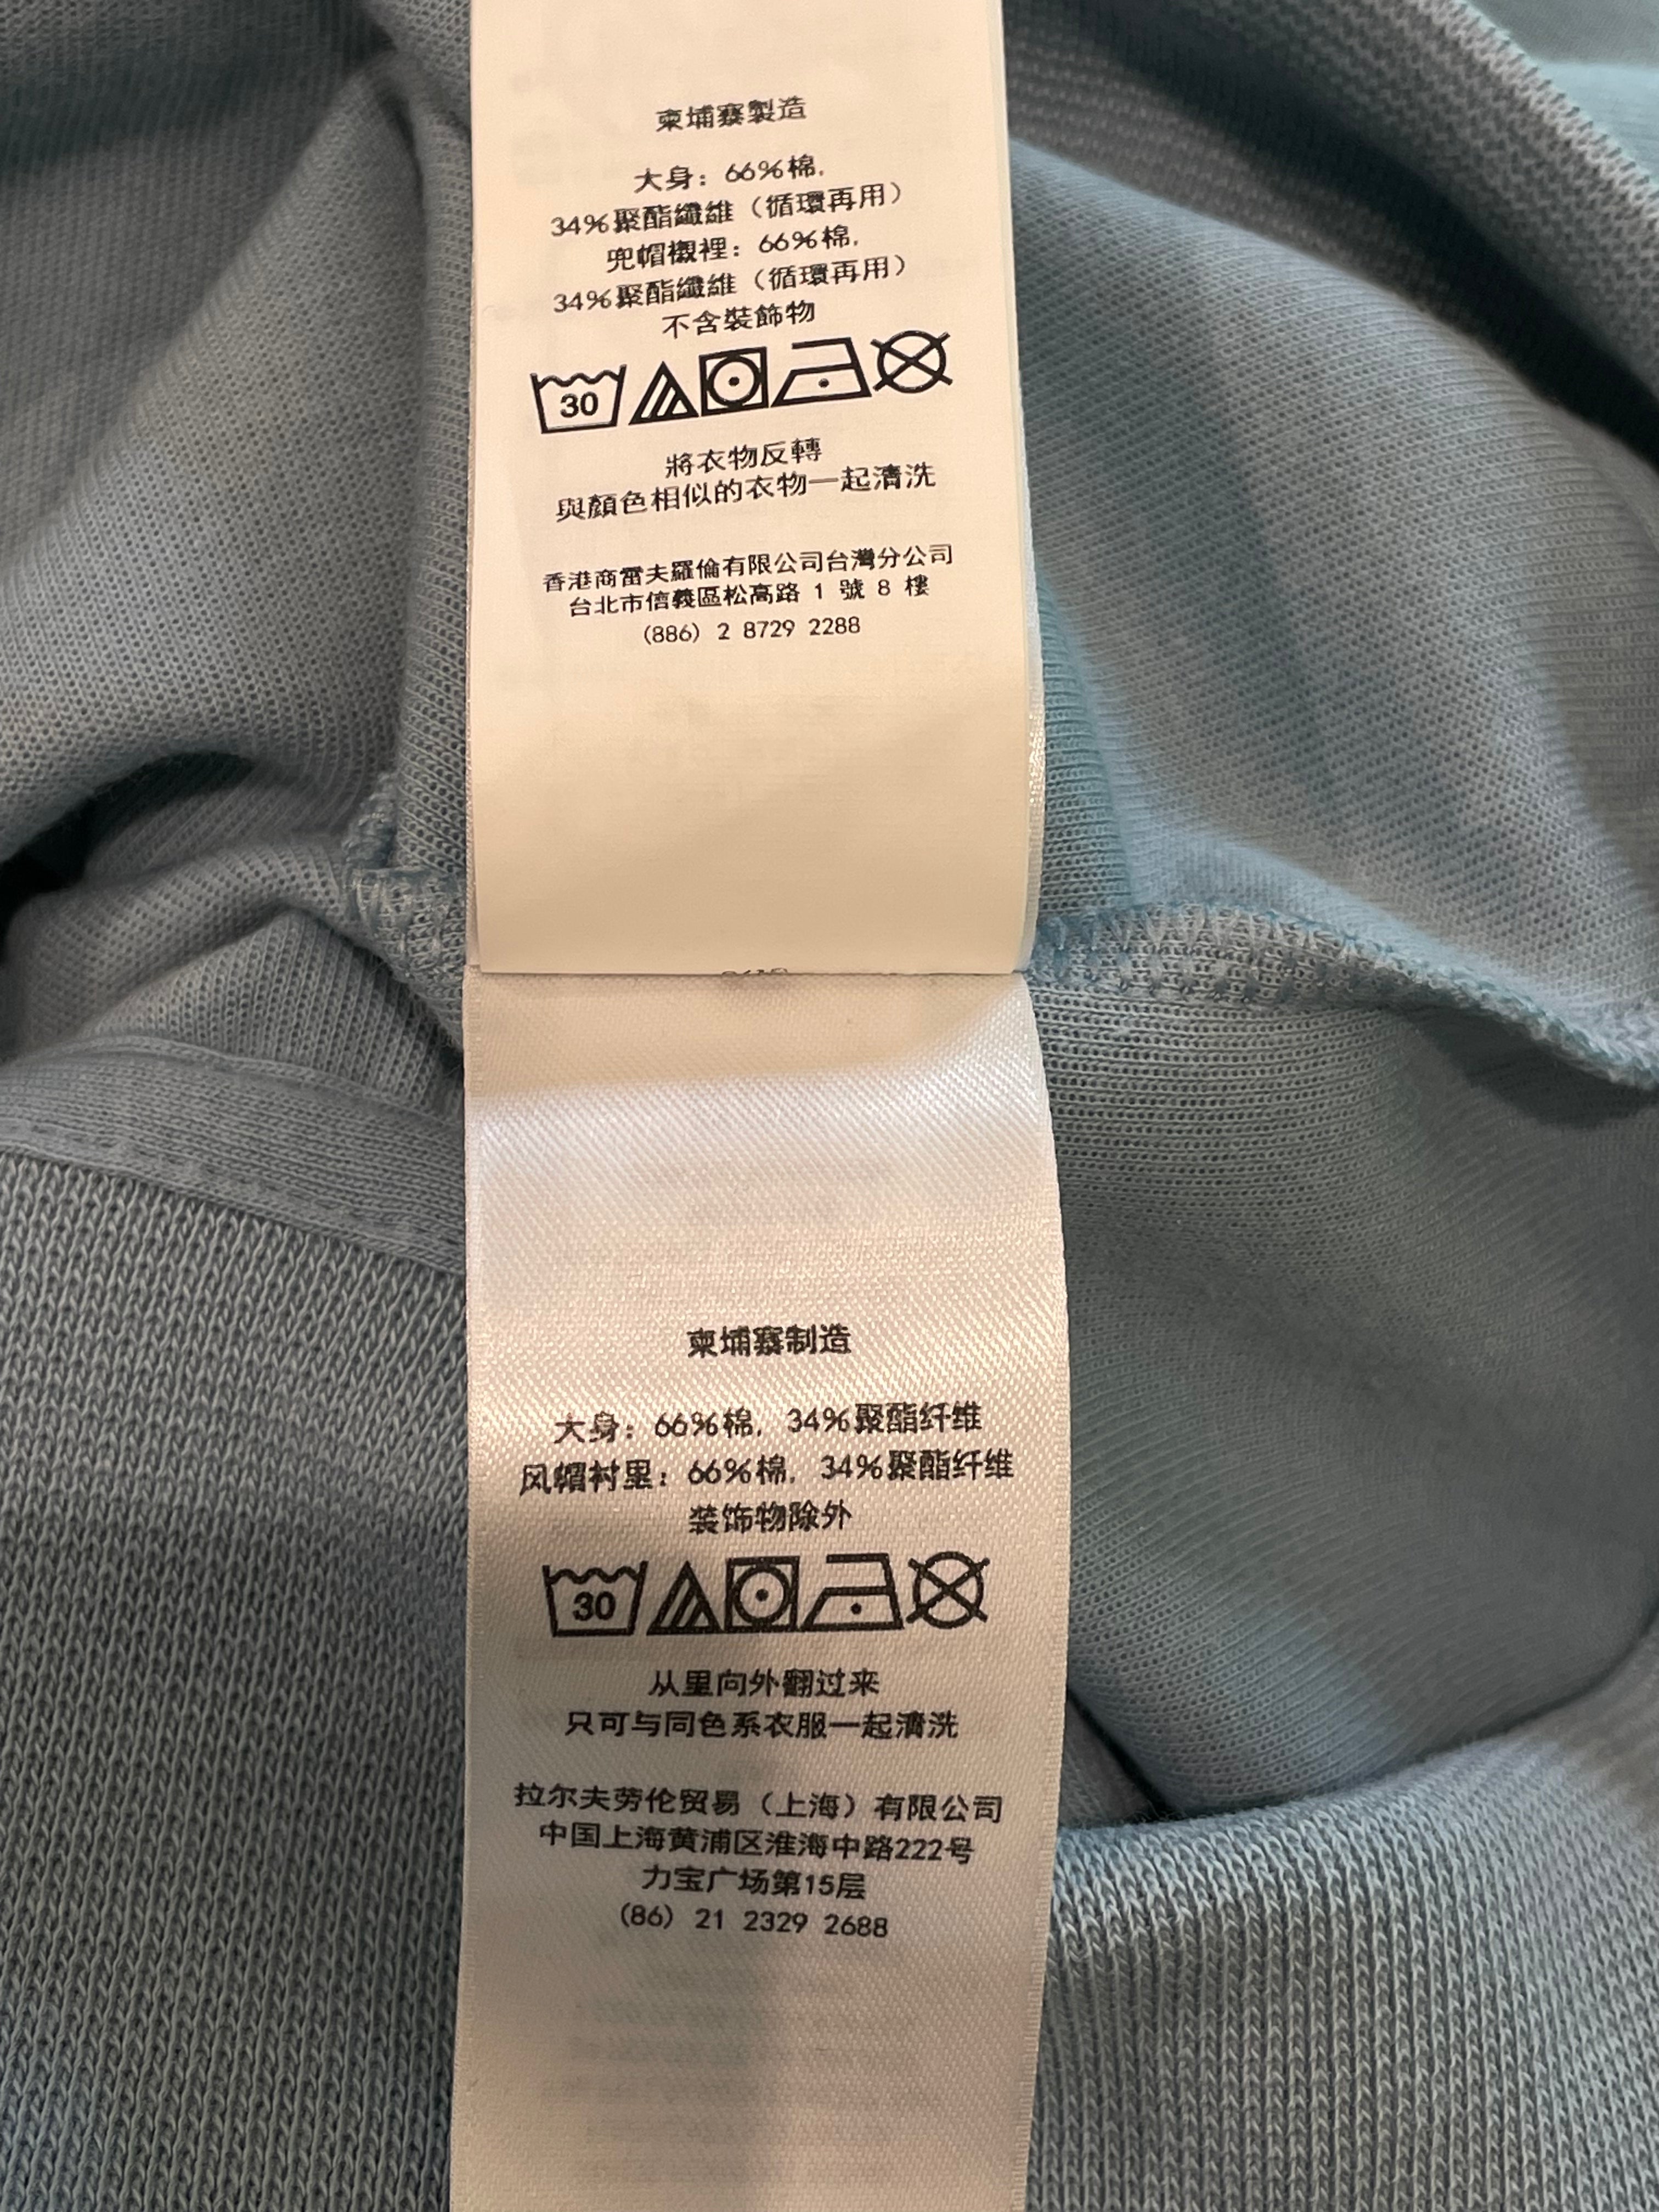 柬埔寨製造
大身：66%棉，
34%聚酯纖維（循環再用）
兜帽襯裡：66%棉，
34%聚酯纖維（循環再用）
不含裝飾物
30
將衣物反轉
與顏色相似的衣物一起清洗
香港商雷夫羅倫有限公司台灣分公司
台北市信義區松高路 1 號 8 樓
(886) 2 8729 2288
柬埔寨制造
大身：66%棉，34%聚酯纤维
风帽衬里：66%棉，34%聚酯纤维
装饰物除外
30
从里向外翻过来
只可与同色系衣服一起清洗
拉尔夫劳伦贸易（上海）有限公司
中国上海黄浦区淮海中路222号
力宝广场第15层
(86) 21 2329 2688